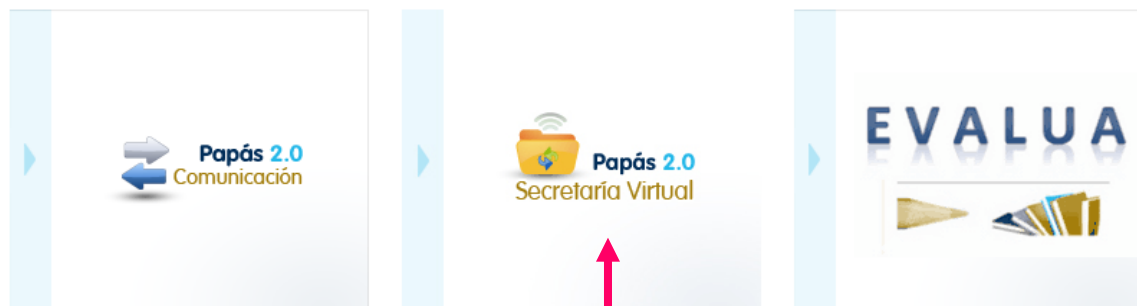 Papás 2.0
Comunicación
Papás 2.0
Secretaría Virtual
EVALUA